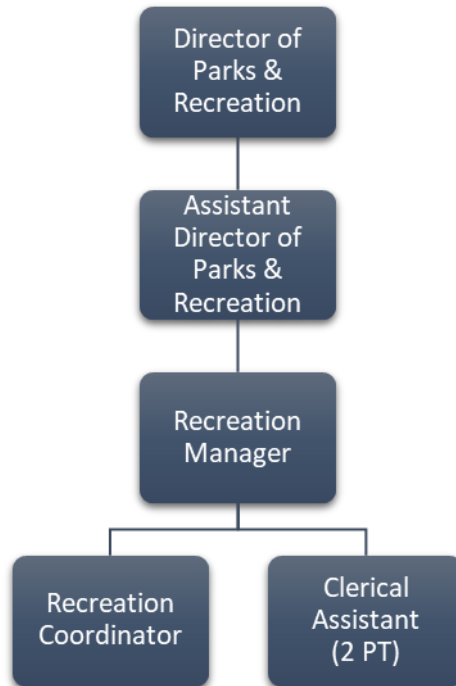 Director of
Parks &
Recreation
Assistant
Director of
Parks &
Recreation
Recreation
Manager
Recreation
Coordinator
Clerical
Assistant
(2 PT)